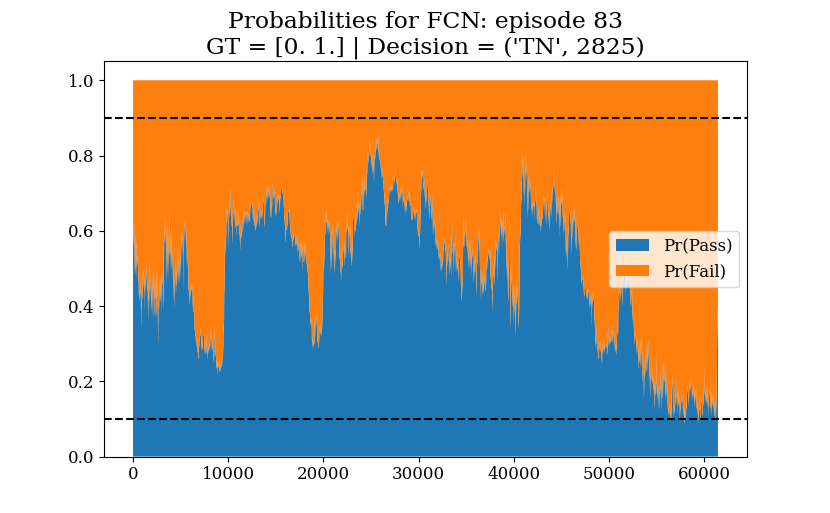 Probabilities for FCN: episode 83
GT = [0. 1.] | Decision = ('TN', 2825)
1.0
0.8
0.6
0.4
0.2
0.0
Pr(Pass)
Pr(Fail)
0 10000 20000 30000 40000 50000 60000